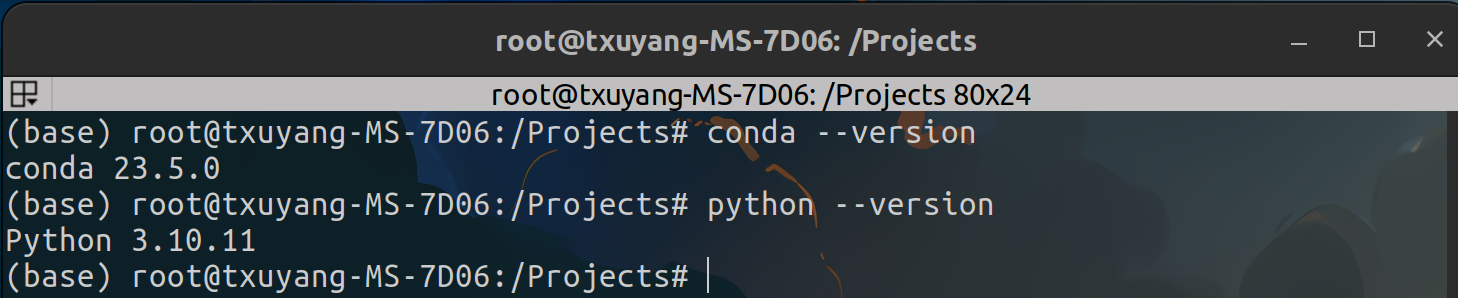 root@txuyang-MS-7D06: /Projects
root@txuyang-MS-7D06: /Projects 80x24
(base) root@txuyang-MS-7D06:/Projects# conda --version
conda 23.5.0
(base) root@txuyang-MS-7D06:/Projects# python --version
Python 3.10.11
(base) root@txuyang-MS-7D06:/Projects#